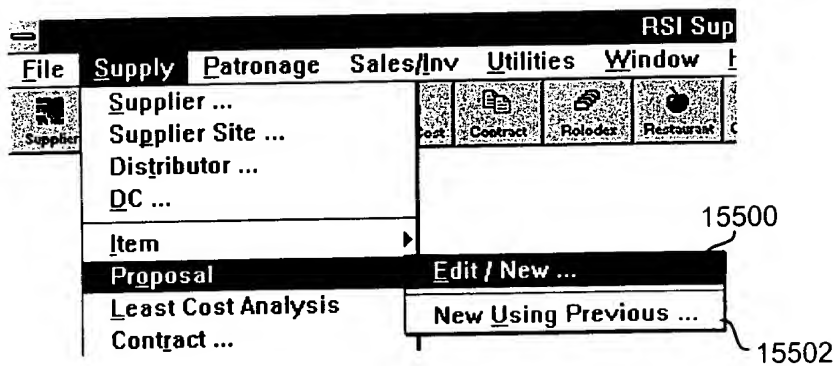 RSI Sup
File Supply Patronage Sales/Inv Utilities Window H
Supplier Cost Contract Rolodex Restaurant
Supplier ...
Supplier Site ...
Distributor ...
DC ...
Item
Proposal
Least Cost Analysis
Contract ...
Edit / New ...
New Using Previous ...
15500
15502